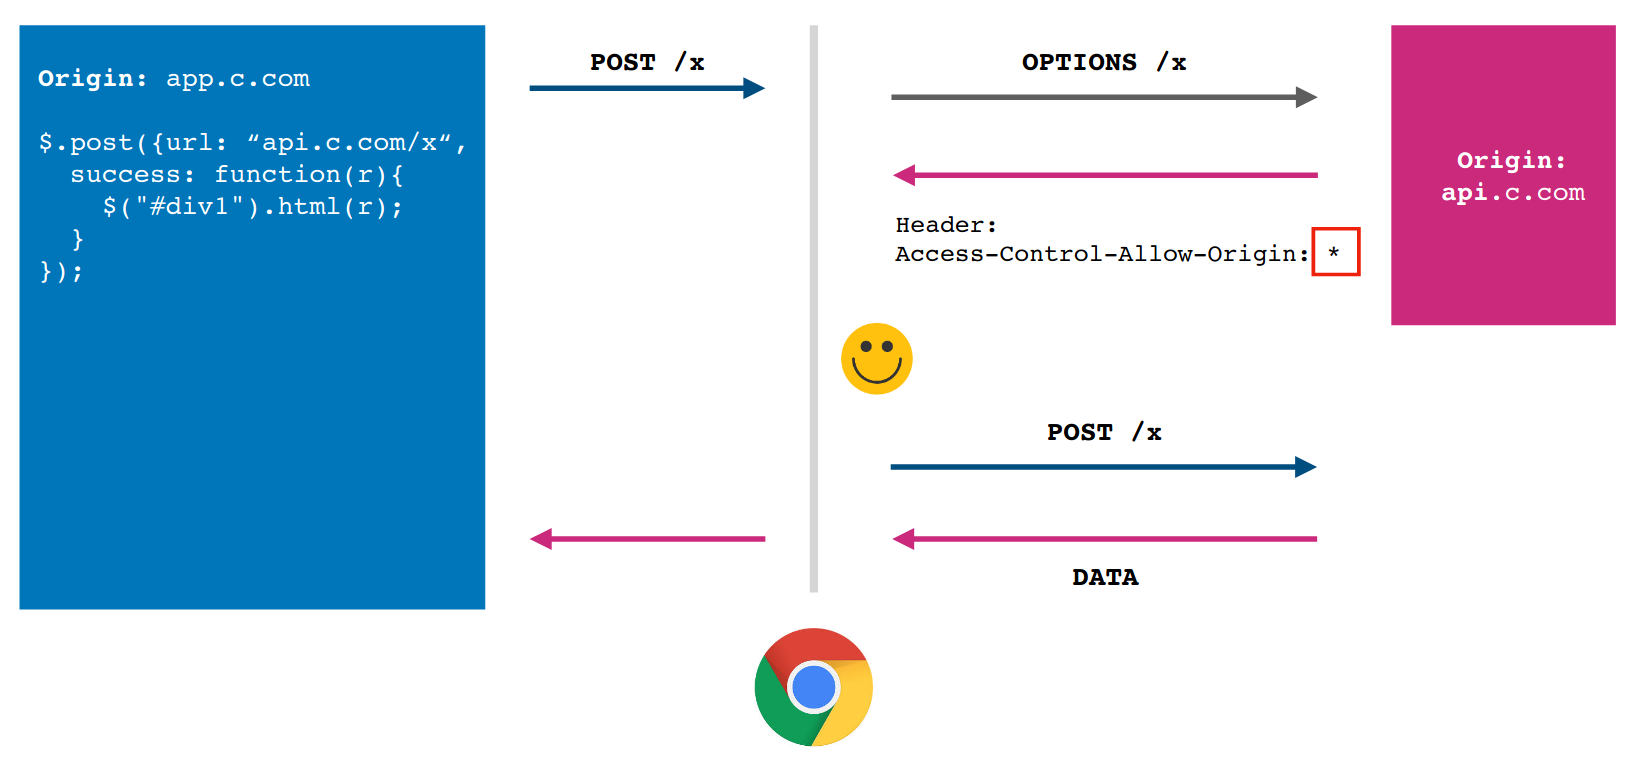 Origin: app.c.com
$.post({url: “api.c.com/x“,
success: function(r){
$("#div1").html(r);
}
});
POST /x
OPTIONS /x
Header:
Access-Control-Allow-Origin: *
Origin:
api.c.com
POST /x
DATA